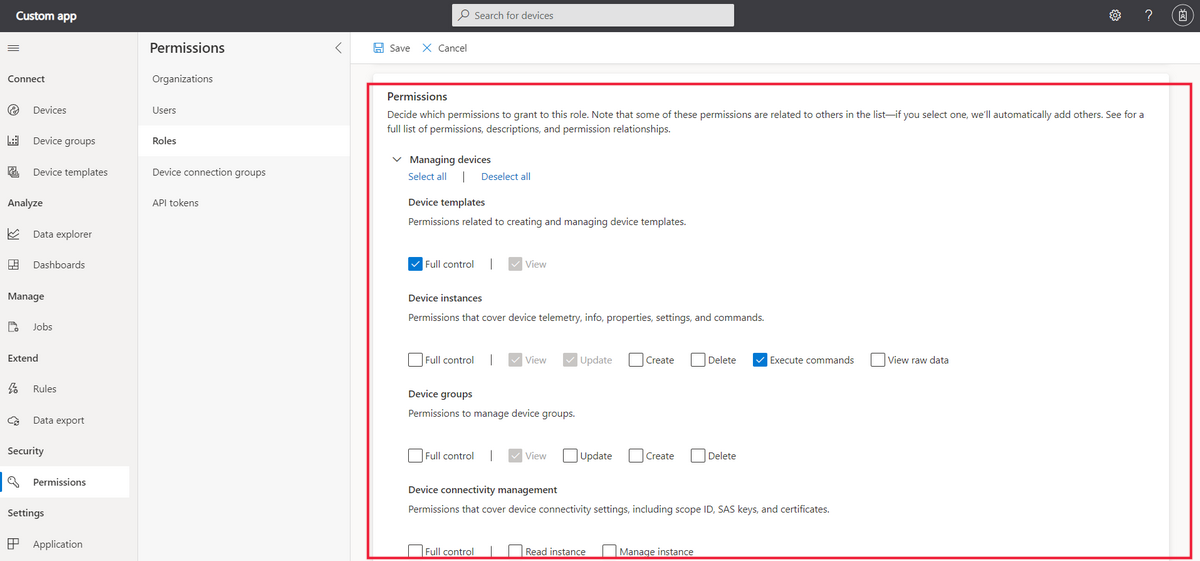 Custom app
Search for devices
?
Connect
Devices
Device groups
Device templates
Analyze
Data explorer
Dashboards
Manage
Jobs
Extend
Rules
Data export
Security
Permissions
Settings
Application
Permissions
Organizations
Users
Roles
Device connection groups
API tokens
Save Cancel
Permissions
Decide which permissions to grant to this role. Note that some of these permissions are related to others in the list—if you select one, we'll automatically add others. See for a
full list of permissions, descriptions, and permission relationships.
Managing devices
Select all | Deselect all
Device templates
Permissions related to creating and managing device templates.
Full control | View
Device instances
Permissions that cover device telemetry, info, properties, settings, and commands.
Full control | View Update Create Delete Execute commands View raw data
Device groups
Permissions to manage device groups.
Full control | View Update Create Delete
Device connectivity management
Permissions that cover device connectivity settings, including scope ID, SAS keys, and certificates.
Full control | Read instance Manage instance